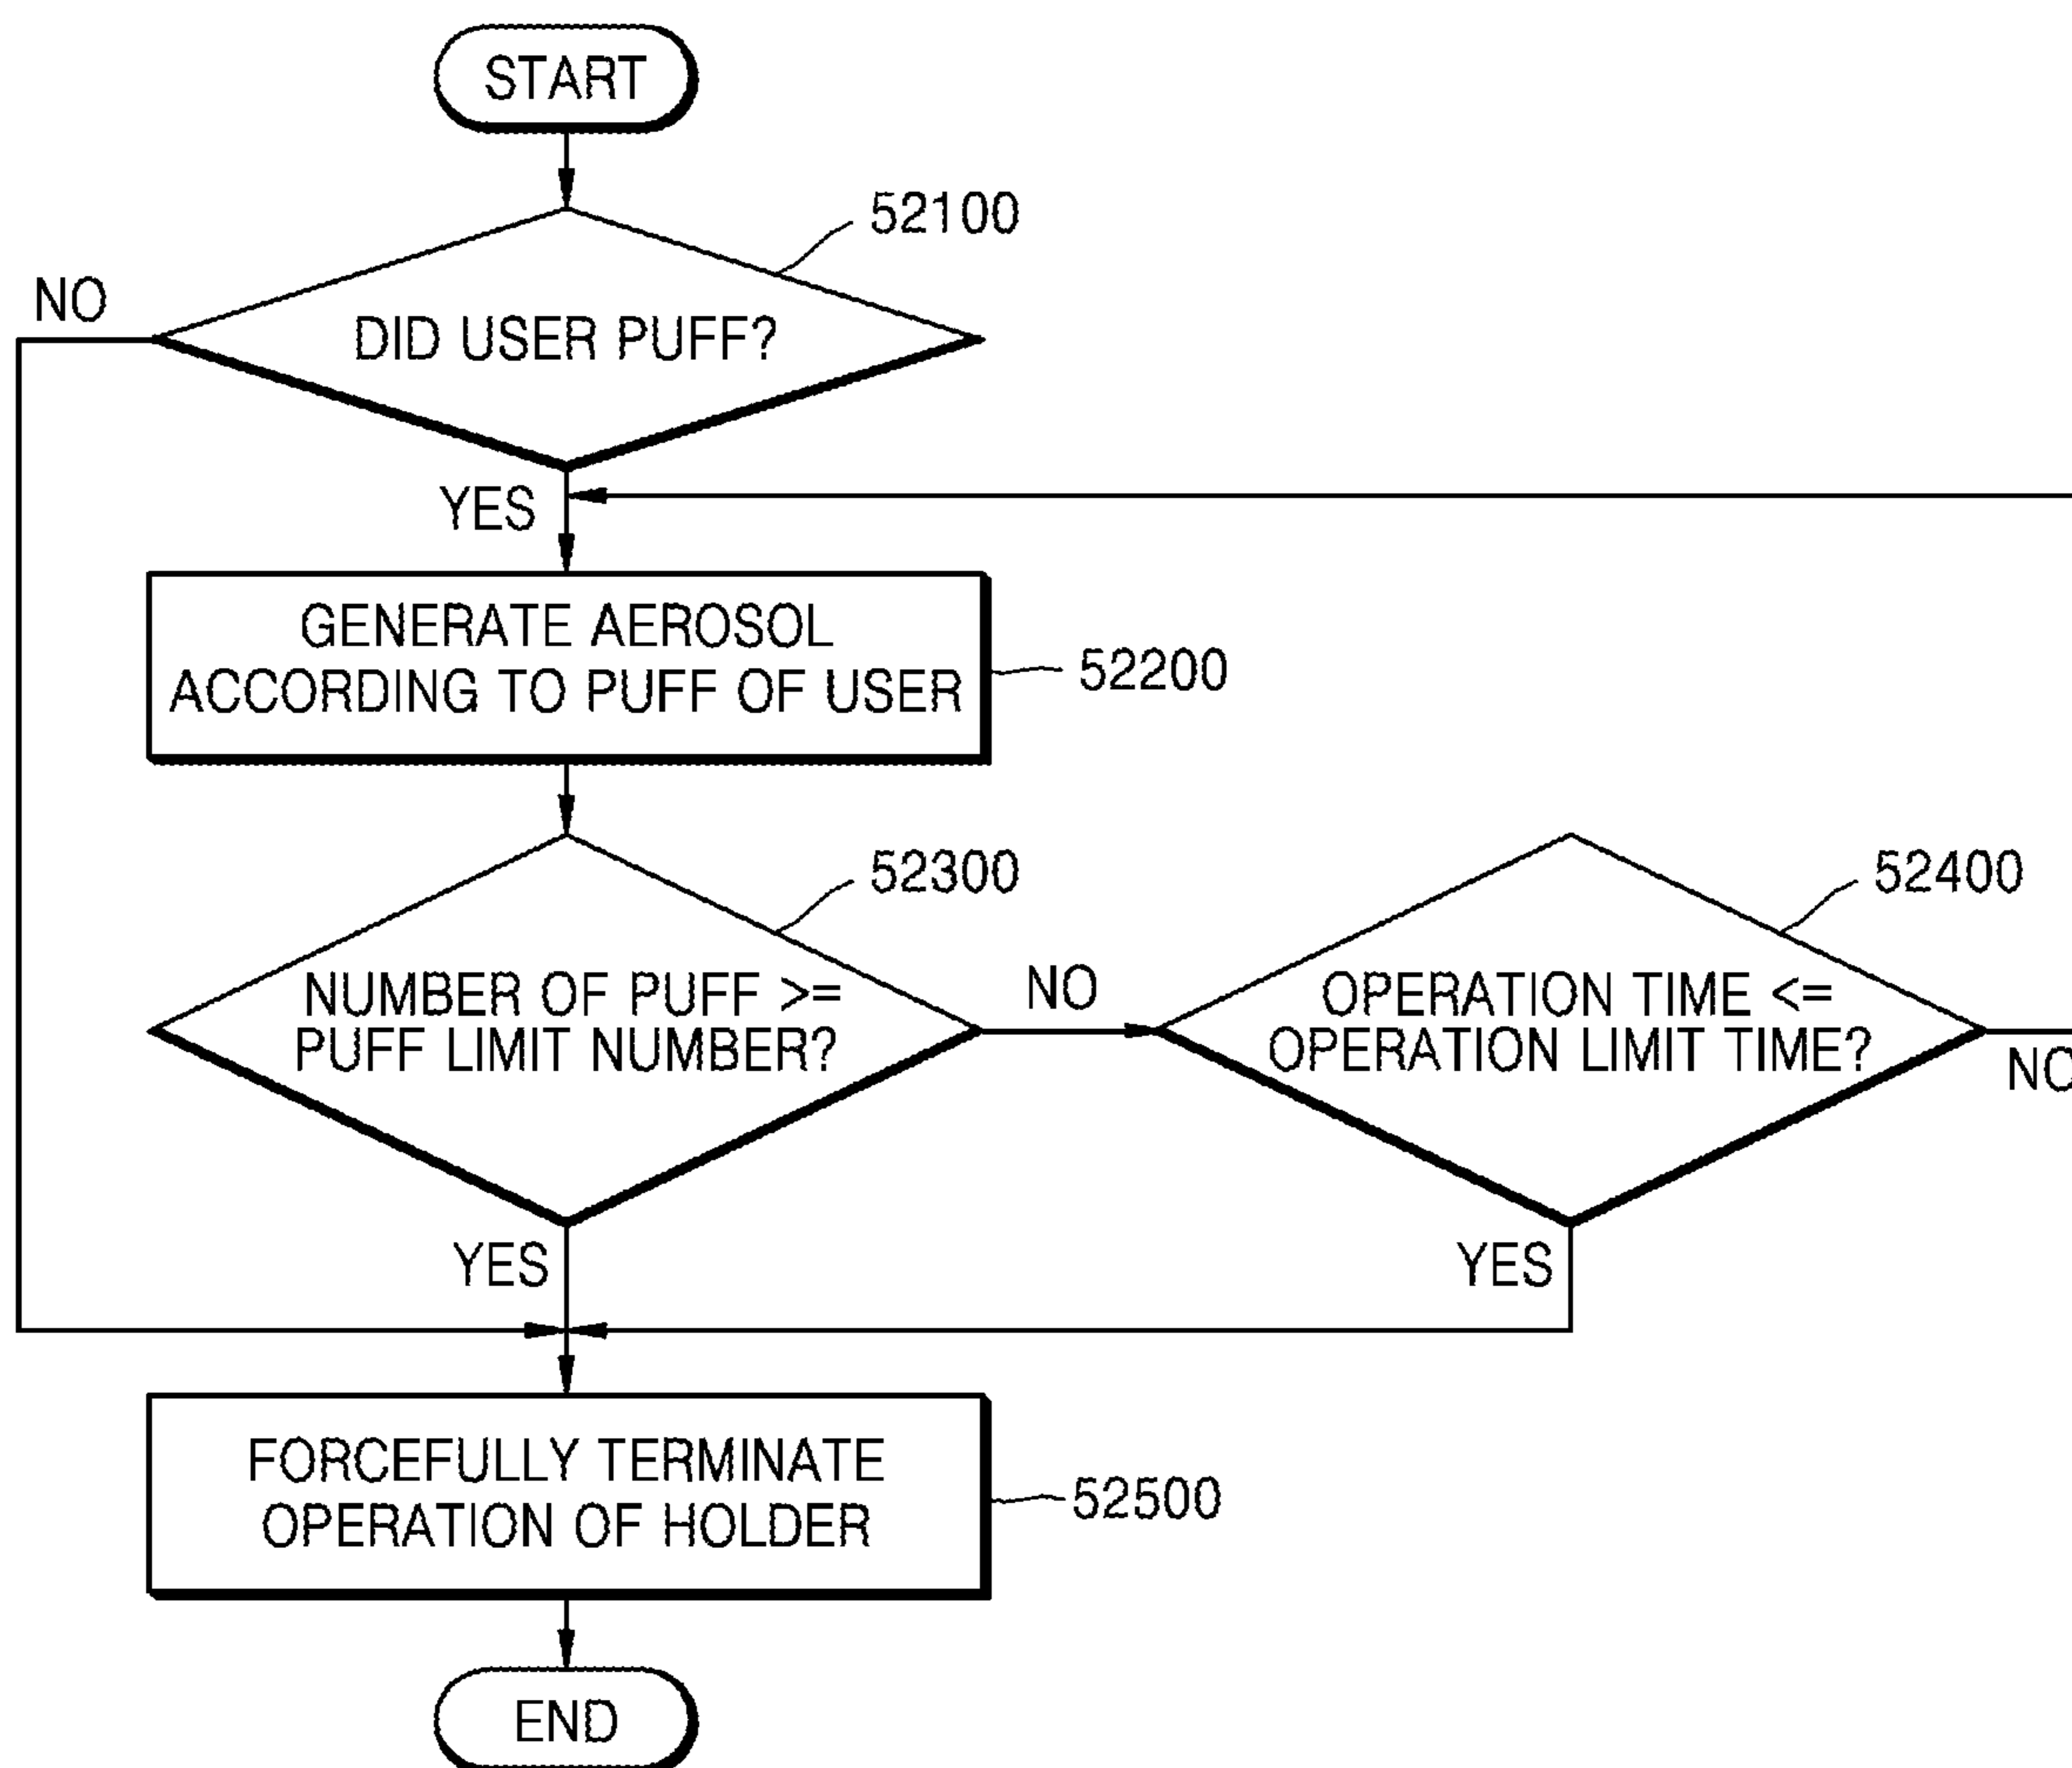 START
52100
NO
DID USER PUFF?
YES
GENERATE AEROSOL
ACCORDING TO PUFF OF USER
52200
52300
52400
NUMBER OF PUFF >=
PUFF LIMIT NUMBER?
NO
OPERATION TIME <=
OPERATION LIMIT TIME?
NO
YES
YES
FORCEFULLY TERMINATE
OPERATION OF HOLDER
52500
END